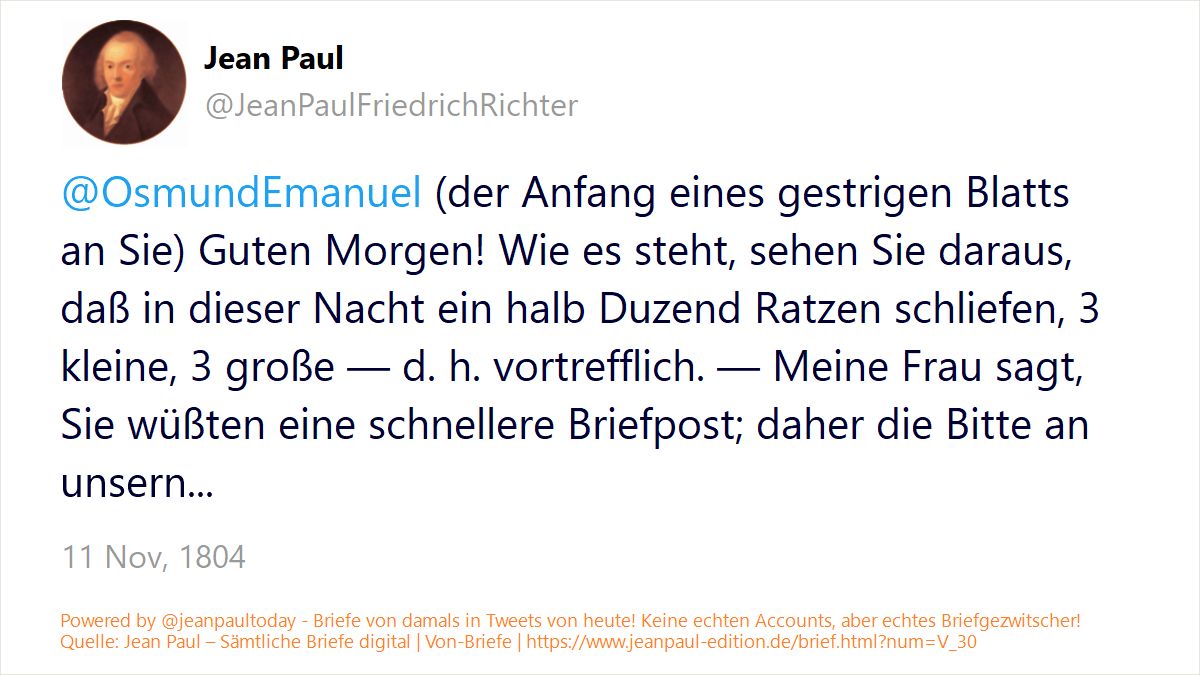 Jean Paul
@JeanPaulFriedrichRichter
@OsmundEmanuel (der Anfang eines gestrigen Blatts
an Sie) Guten Morgen! Wie es steht, sehen Sie daraus,
daß in dieser Nacht ein halb Duzend Ratzen schliefen, 3
kleine, 3 große — d. h. vortrefflich. — Meine Frau sagt,
Sie wüßten eine schnellere Briefpost; daher die Bitte an
unsern...
11 Nov, 1804
Powered by @jeanpaultoday - Briefe von damals in Tweets von heute! Keine echten Accounts, aber echtes Briefgezwitscher!
Quelle: Jean Paul – Sämtliche Briefe digital | Von-Briefe | https://www.jeanpaul-edition.de/brief.html?num=V_30